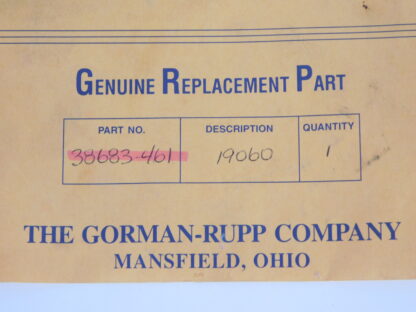 GENUINE REPLACEMENT PART
PART NO. DESCRIPTION QUANTITY
38683-461 19060 1
THE GORMAN-RUPP COMPANY
MANSFIELD, OHIO